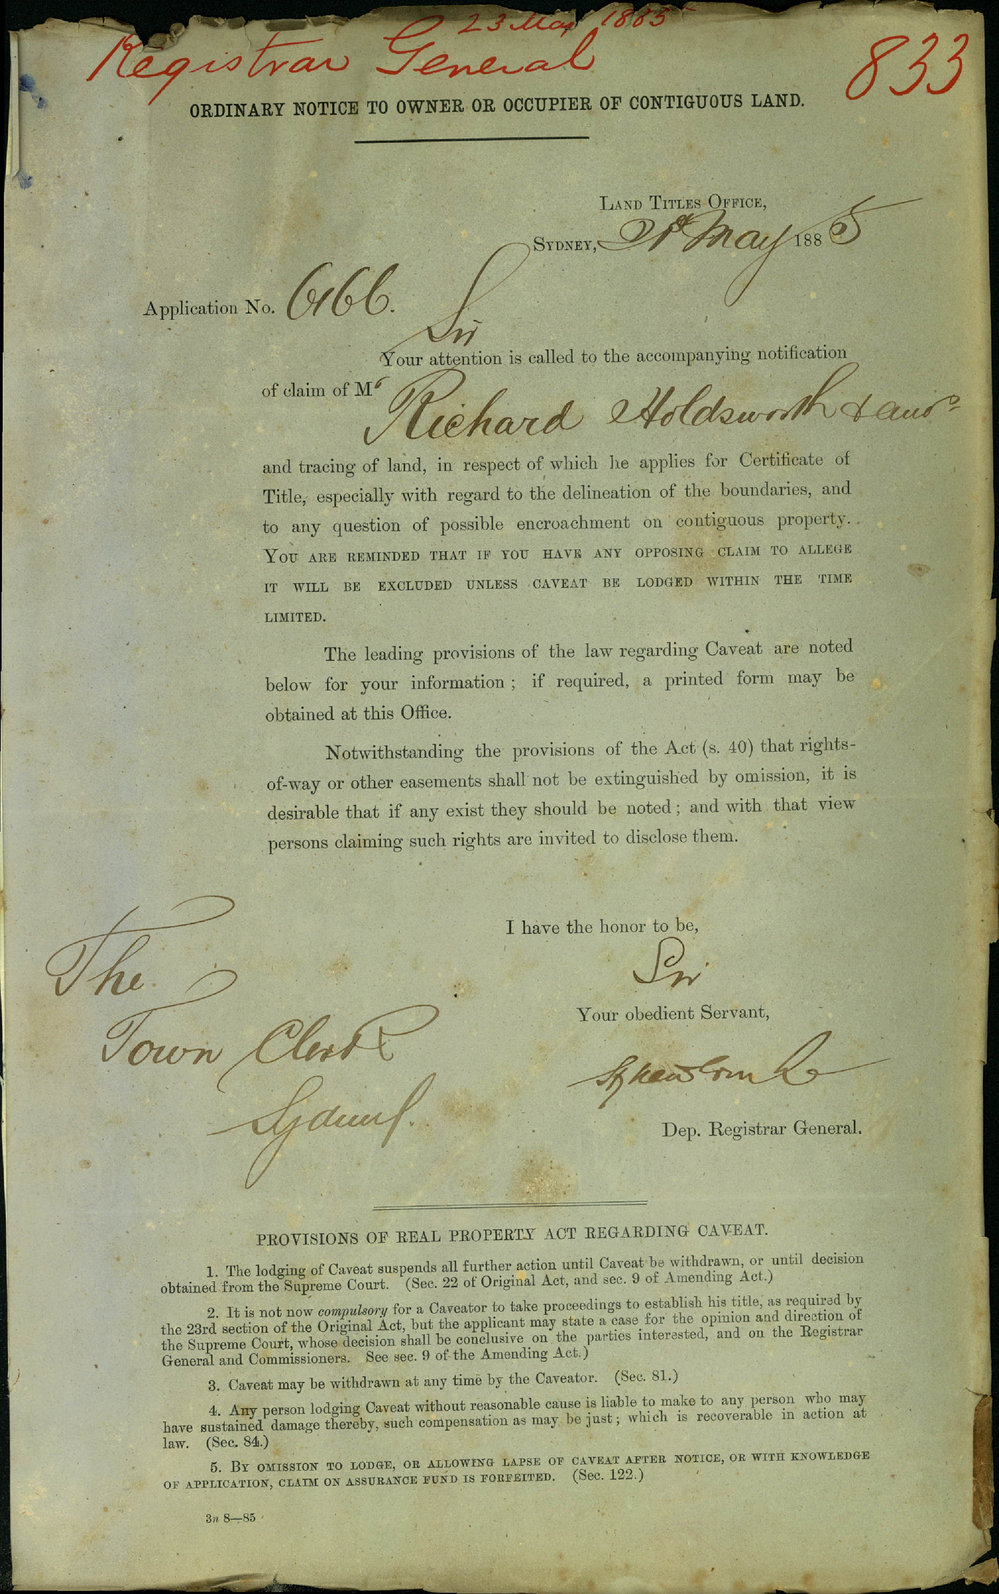 23 May 1885
Registrar General
833
ORDINARY NOTICE TO OWNER OR OCCUPIER OF CONTIGUOUS LAND.
LAND TITLES OFFICE,
SYDNEY, 21st May 1885
Application No. 6166.
Sir
Your attention is called to the accompanying notification
of claim of Mr
Richard Holdsworth & anor
and tracing of land, in respect of which he applies for Certificate of
Title, especially with regard to the delineation of the boundaries, and
to any question of possible encroachment on contiguous property.
YOU ARE REMINDED THAT IF YOU HAVE ANY OPPOSING CLAIM TO ALLEGE
IT WILL BE EXCLUDED UNLESS CAVEAT BE LODGED WITHIN THE TIME
LIMITED.
The leading provisions of the law regarding Caveat are noted
below for your information; if required, a printed form may be
obtained at this Office.
Notwithstanding the provisions of the Act (s. 40) that rights-
of-way or other easements shall not be extinguished by omission, it is
desirable that if any exist they should be noted; and with that view
persons claiming such rights are invited to disclose them.
I have the honor to be,
Sir
Your obedient Servant,
Dep. Registrar General.
The
Town Clerk
Sydney.
PROVISIONS OF REAL PROPERTY ACT REGARDING CAVEAT.
1. The lodging of Caveat suspends all further action until Caveat be withdrawn, or until decision
obtained from the Supreme Court. (Sec. 22 of Original Act, and sec. 9 of Amending Act.)
2. It is not now compulsory for a Caveator to take proceedings to establish his title, as required by
the 23rd section of the Original Act, but the applicant may state a case for the opinion and direction of
the Supreme Court, whose decision shall be conclusive on the parties interested, and on the Registrar
General and Commissioners. See sec. 9 of the Amending Act.)
3. Caveat may be withdrawn at any time by the Caveator. (Sec. 81.)
4. Any person lodging Caveat without reasonable cause is liable to make to any person who may
have sustained damage thereby, such compensation as may be just; which is recoverable in action at
law. (Sec. 84.)
5. BY OMISSION TO LODGE, OR ALLOWING LAPSE OF CAVEAT AFTER NOTICE, OR WITH KNOWLEDGE
OF APPLICATION, CLAIM ON ASSURANCE FUND IS FORFEITED. (Sec. 122.)
3n 8—85